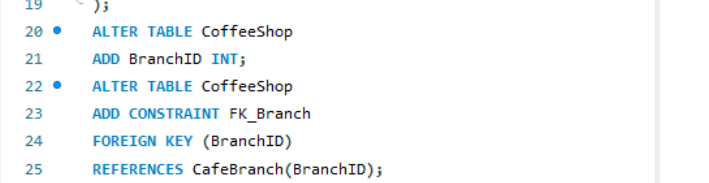 19 );
20 ALTER TABLE CoffeeShop
21 ADD BranchID INT;
22 ALTER TABLE CoffeeShop
23 ADD CONSTRAINT FK_Branch
24 FOREIGN KEY (BranchID)
25 REFERENCES CafeBranch(BranchID);